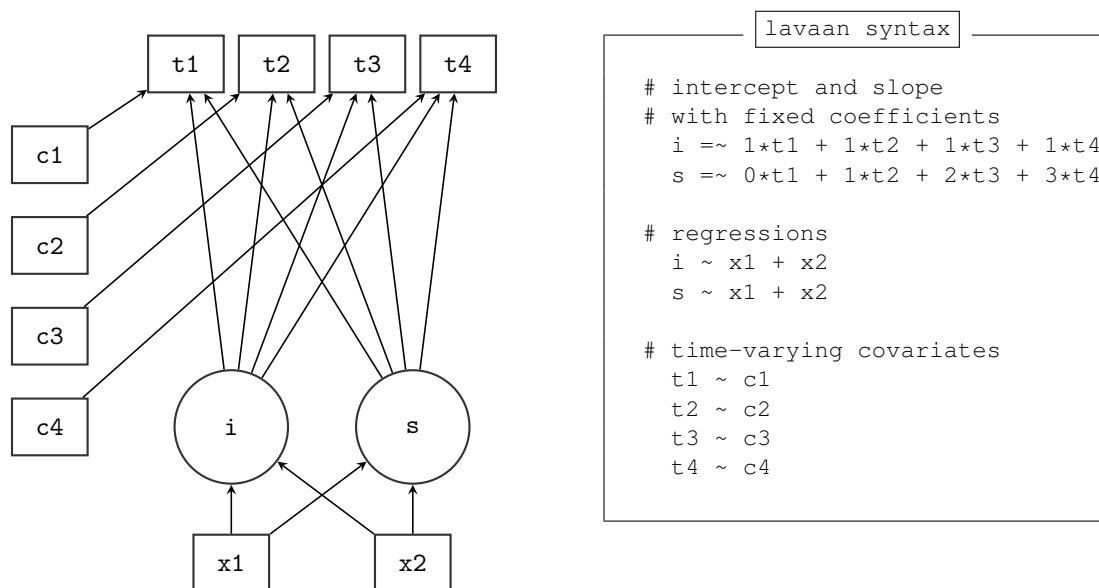 t1 t2 t3 t4
c1
c2
c3
c4
i s
x1 x2
lavaan syntax
# intercept and slope
# with fixed coefficients
i =~ 1*t1 + 1*t2 + 1*t3 + 1*t4
s =~ 0*t1 + 1*t2 + 2*t3 + 3*t4
# regressions
i ~ x1 + x2
s ~ x1 + x2
# time-varying covariates
t1 ~ c1
t2 ~ c2
t3 ~ c3
t4 ~ c4